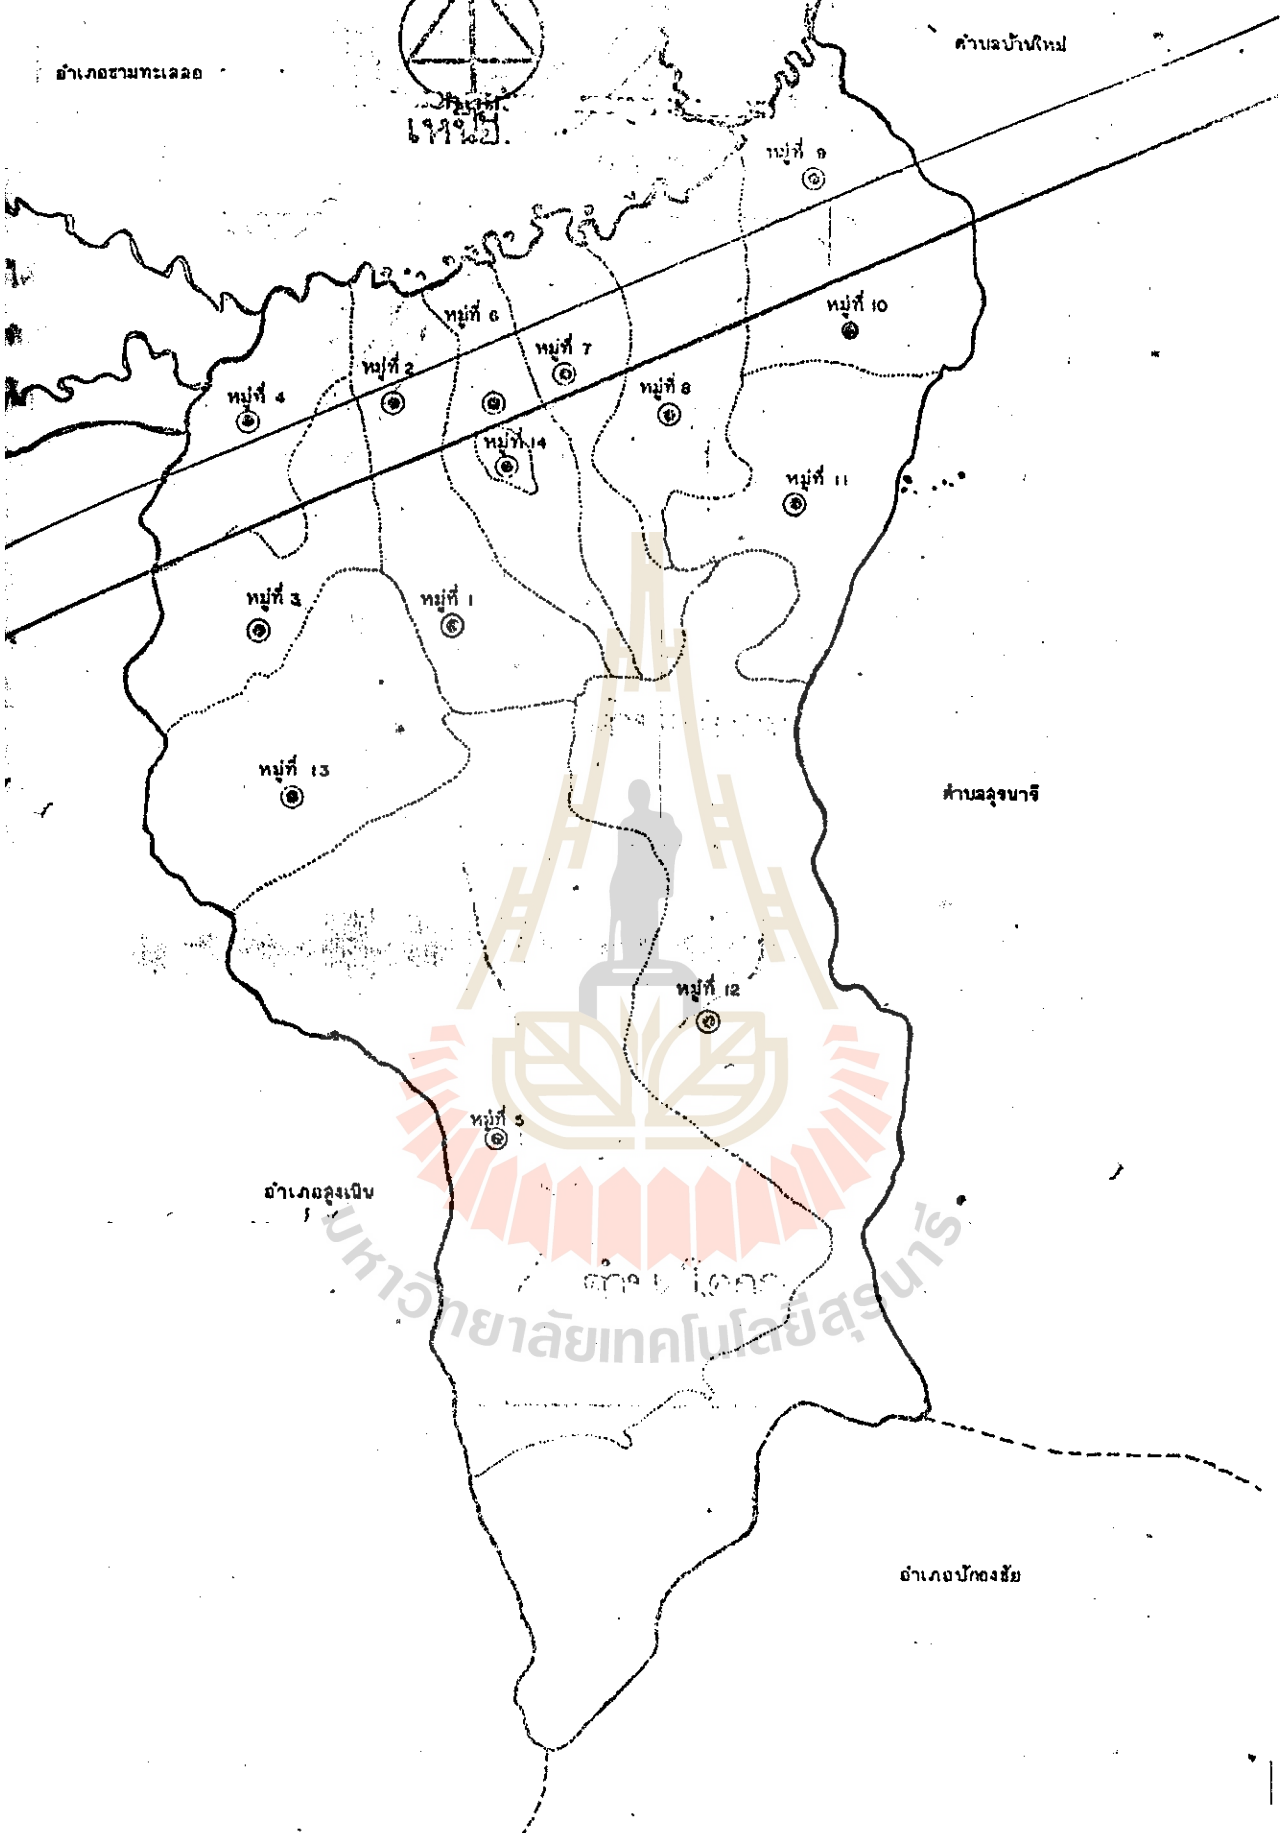 ตำบลบ้านใหม่
อำเภอขามทะเลสอ
เหนือ.
หมู่ที่ 9
หมู่ที่ 10
หมู่ที่ 6
หมู่ที่ 7
หมู่ที่ 2
หมู่ที่ 8
หมู่ที่ 4
หมู่ที่ 14
หมู่ที่ 11
หมู่ที่ 3
หมู่ที่ 1
หมู่ที่ 13
ตำบลสุรนารี
หมู่ที่ 12
หมู่ที่ 5
อำเภอสูงเนิน
มหาวิทยาลัยเทคโนโลยีสุรนารี
อำเภอปักธงชัย